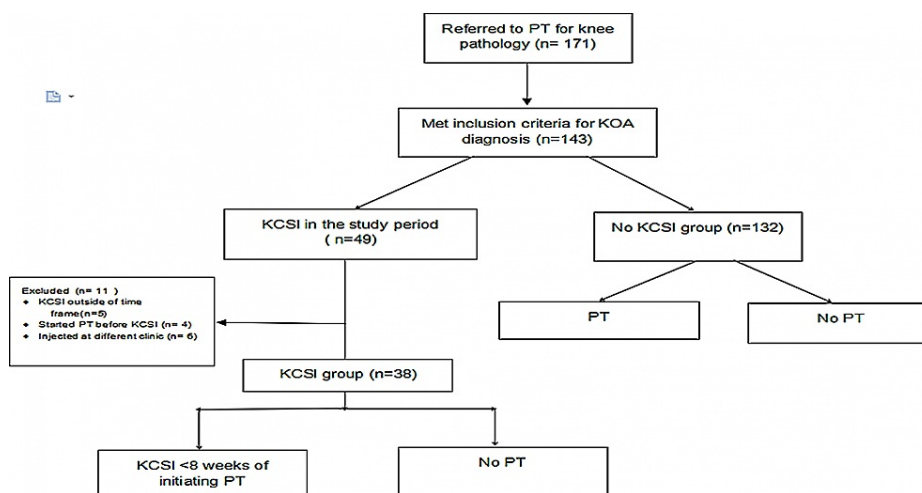 Referred to PT for knee
pathology (n= 171)
Met inclusion criteria for KOA
diagnosis (n=143)
KCSI in the study period
( n=49)
No KCSI group (n=132)
Excluded (n= 11 )
◆ KCSI outside of time
frame(n=5)
◆ Started PT before KCSI (n= 4)
◆ Injected at different clinic (n= 6)
PT
No PT
KCSI group (n=38)
KCSI <8 weeks of
initiating PT
No PT